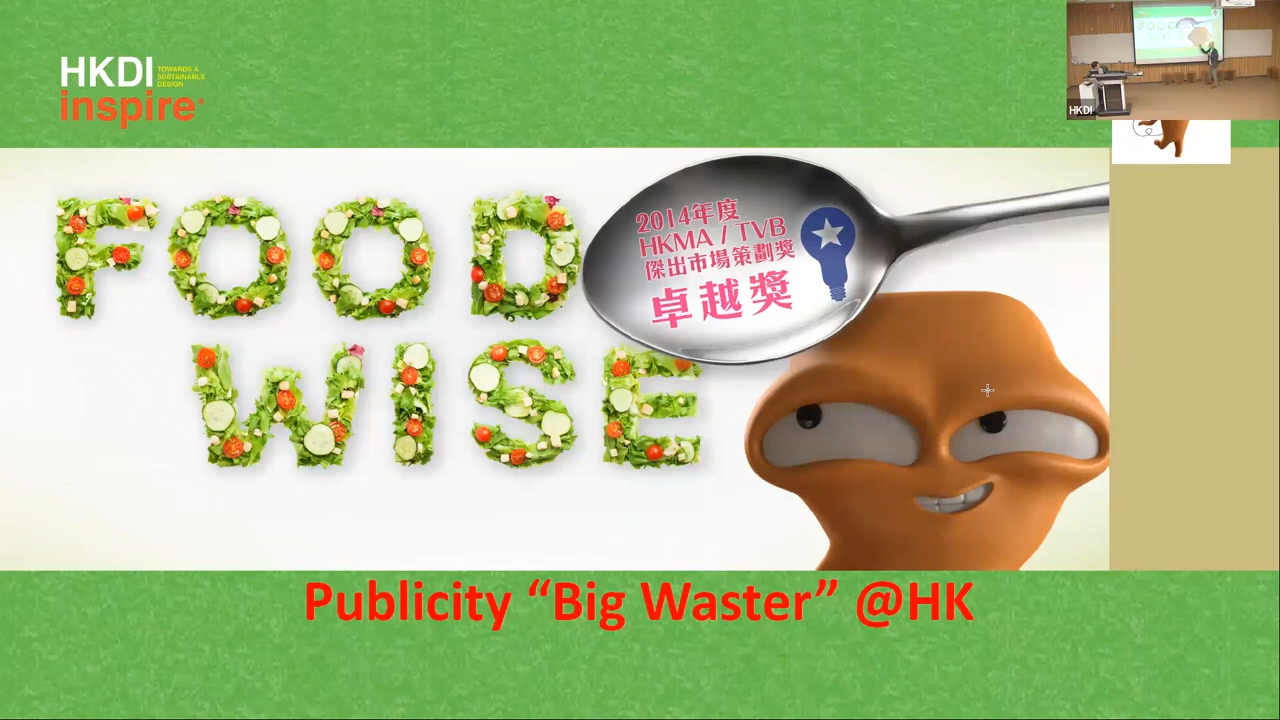 HKDI
TOWARDS A
SUSTAINABLE
DESIGN
inspire*
HKDI
FOOD
WISE
2014年度
HKMA / TVB
傑出市場策劃獎
卓越獎
Publicity “Big Waster” @HK